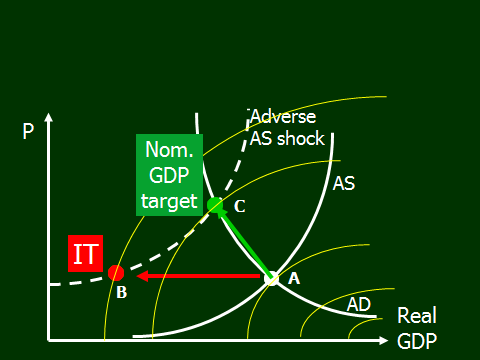 P
Adverse
AS shock
Nom.
GDP
target
AS
C
IT
B
A
AD
Real
GDP